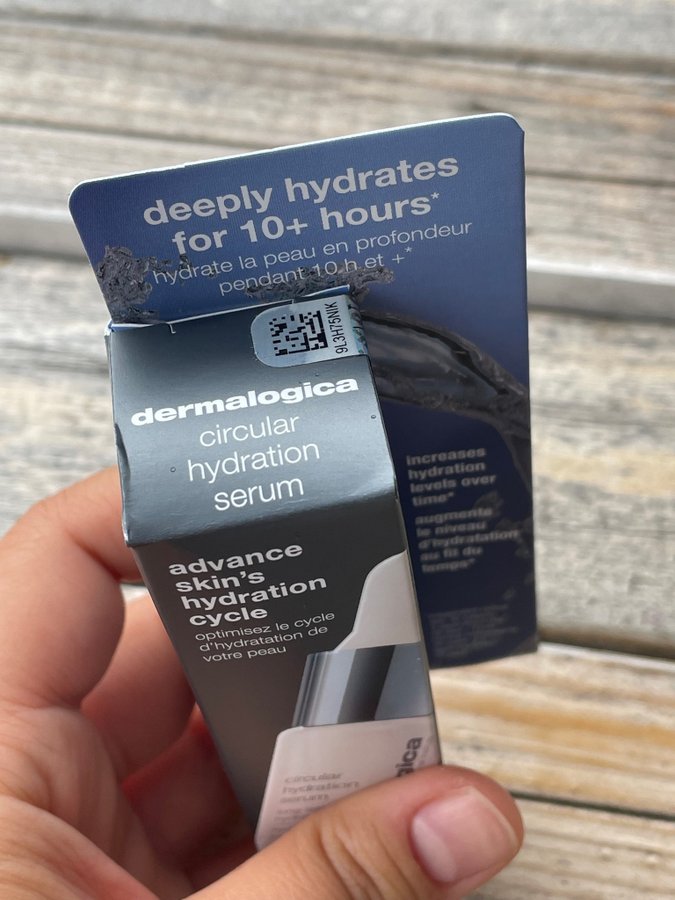 deeply hydrates
for 10+ hours*
hydrate la peau en profondeur
pendant 10 h et +*
9L3H75NIK
dermalogica
circular
hydration
serum
increases
hydration
levels over
time*
augmente
le niveau
d'hydratation
au fil du
temps*
advance
skin's
hydration
cycle
optimisez le cycle
d'hydratation de
votre peau
circular
hydration
serum